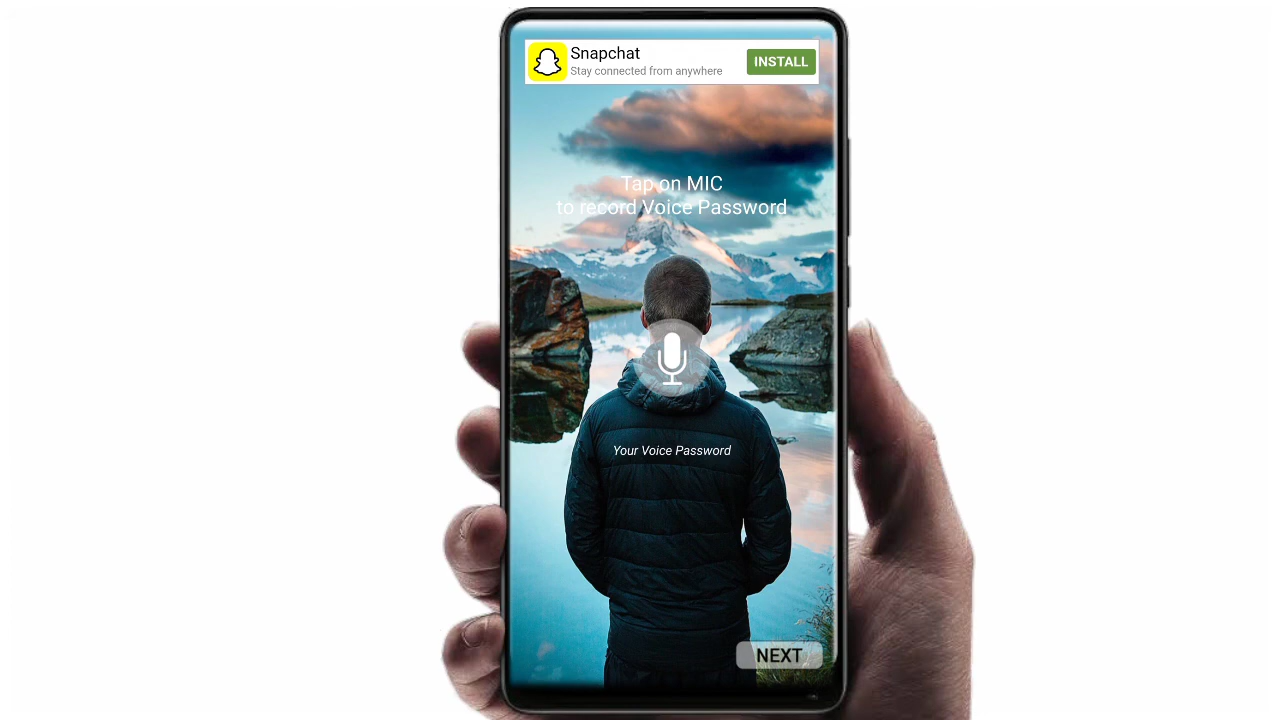 Snapchat
Stay connected from anywhere
INSTALL
Tap on MIC
to record Voice Password
Your Voice Password
NEXT